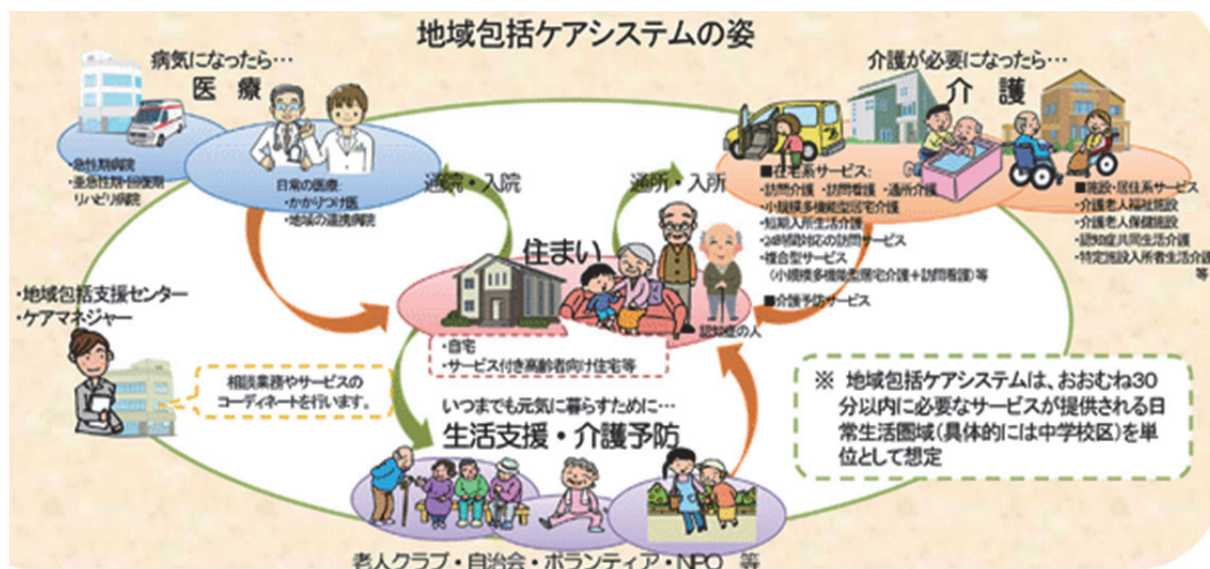 地域包括ケアシステムの姿
病気になったら…
医 療
・急性期病院
・亜急性期・回復期
リハビリ病院
日常の医療:
・かかりつけ医
・地域の連携病院
通院・入院
通所・入所
介護が必要になったら…
介 護
■在宅系サービス:
・訪問介護 ・訪問看護 ・通所介護
・小規模多機能型居宅介護
・短期入所生活介護
・24時間対応の訪問サービス
・複合型サービス
(小規模多機能型居宅介護+訪問看護)等
■介護予防サービス
■施設・居住系サービス
・介護老人福祉施設
・介護老人保健施設
・認知症共同生活介護
・特定施設入所者生活介護
等
住まい
認知症の人
・自宅
・サービス付き高齢者向け住宅等
・地域包括支援センター
・ケアマネジャー
相談業務やサービスの
コーディネートを行います。
いつまでも元気に暮らすために…
生活支援・介護予防
老人クラブ・自治会・ボランティア・NPO 等
※ 地域包括ケアシステムは、おおむね30
分以内に必要なサービスが提供される日
常生活圏域(具体的には中学校区)を単
位として想定